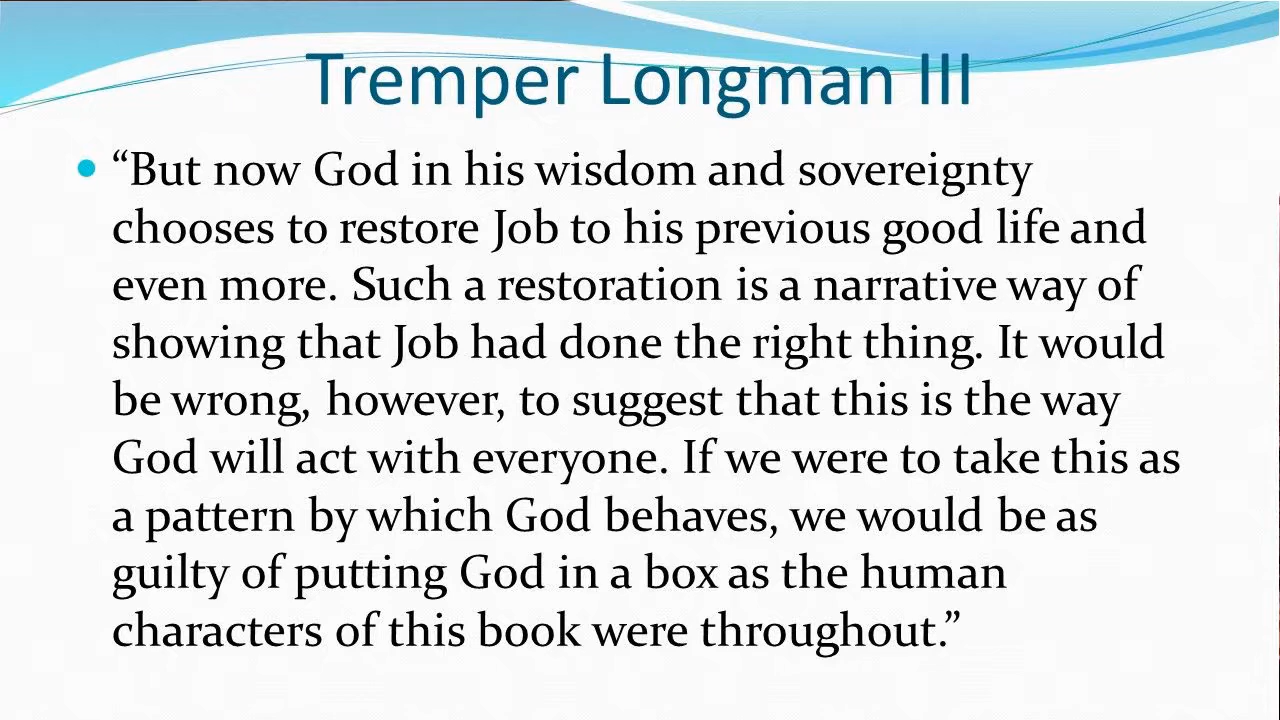 Tremper Longman III
• “But now God in his wisdom and sovereignty
chooses to restore Job to his previous good life and
even more. Such a restoration is a narrative way of
showing that Job had done the right thing. It would
be wrong, however, to suggest that this is the way
God will act with everyone. If we were to take this as
a pattern by which God behaves, we would be as
guilty of putting God in a box as the human
characters of this book were throughout.”